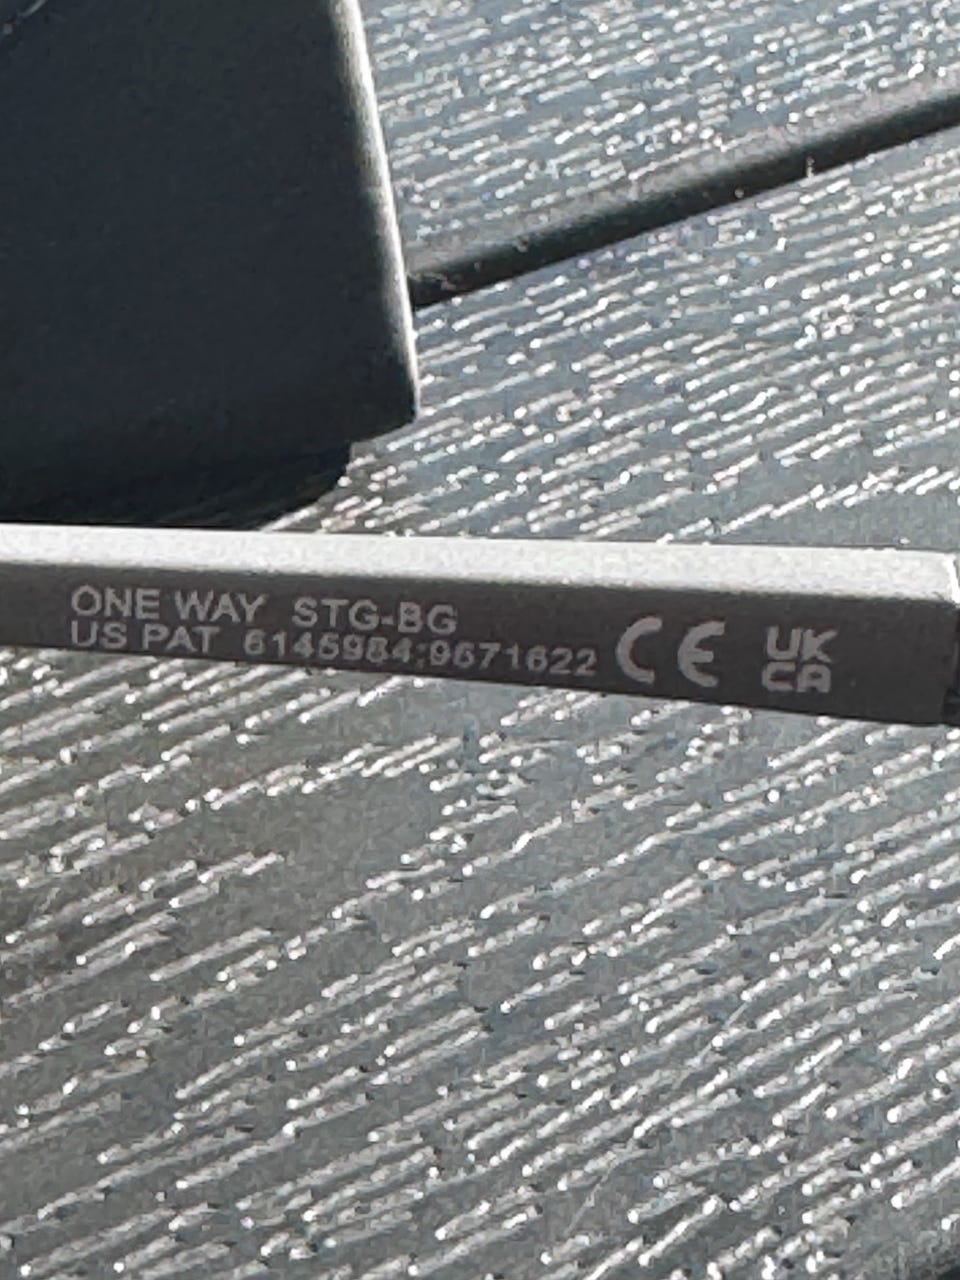 ONE WAY STG-BG
US PAT 6145984;9671622 CE UK
CA